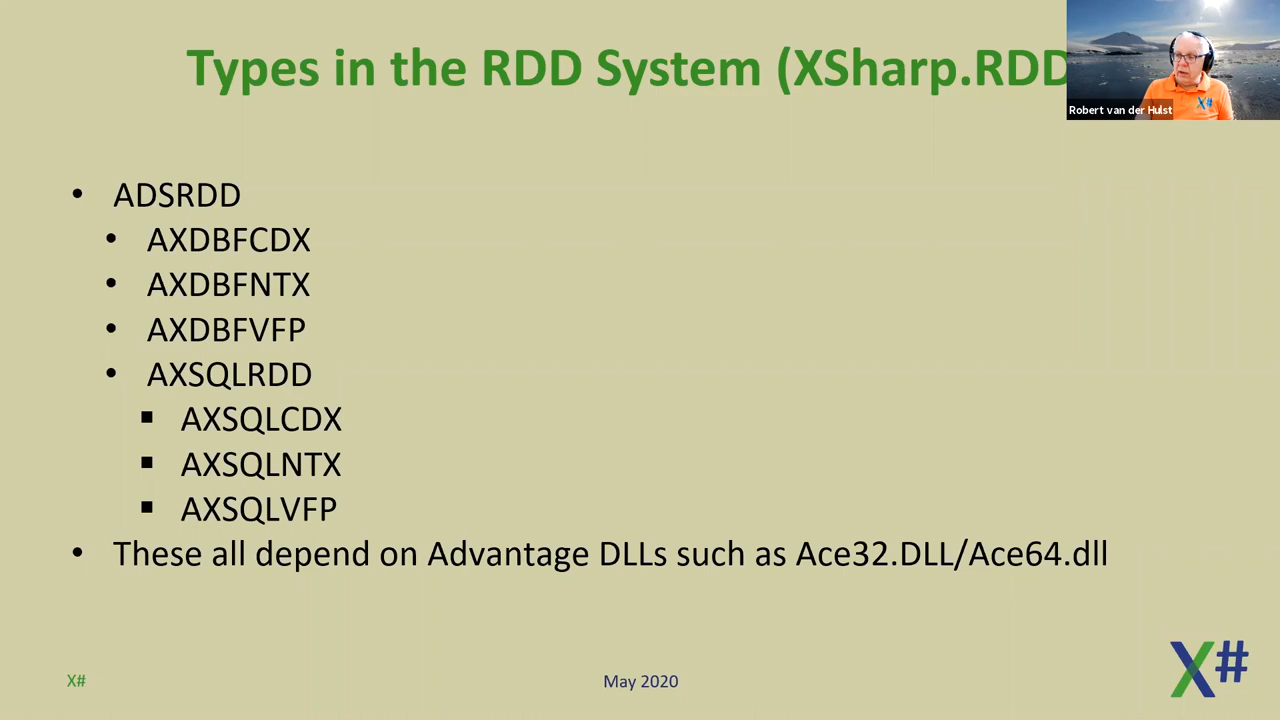 Types in the RDD System (XSharp.RDD
Robert van der Hulst
X#
• ADSRDD
• AXDBFCDX
• AXDBFNTX
• AXDBFVFP
• AXSQLRDD
▪ AXSQLCDX
▪ AXSQLNTX
▪ AXSQLVFP
• These all depend on Advantage DLLs such as Ace32.DLL/Ace64.dll
X#
May 2020
X#